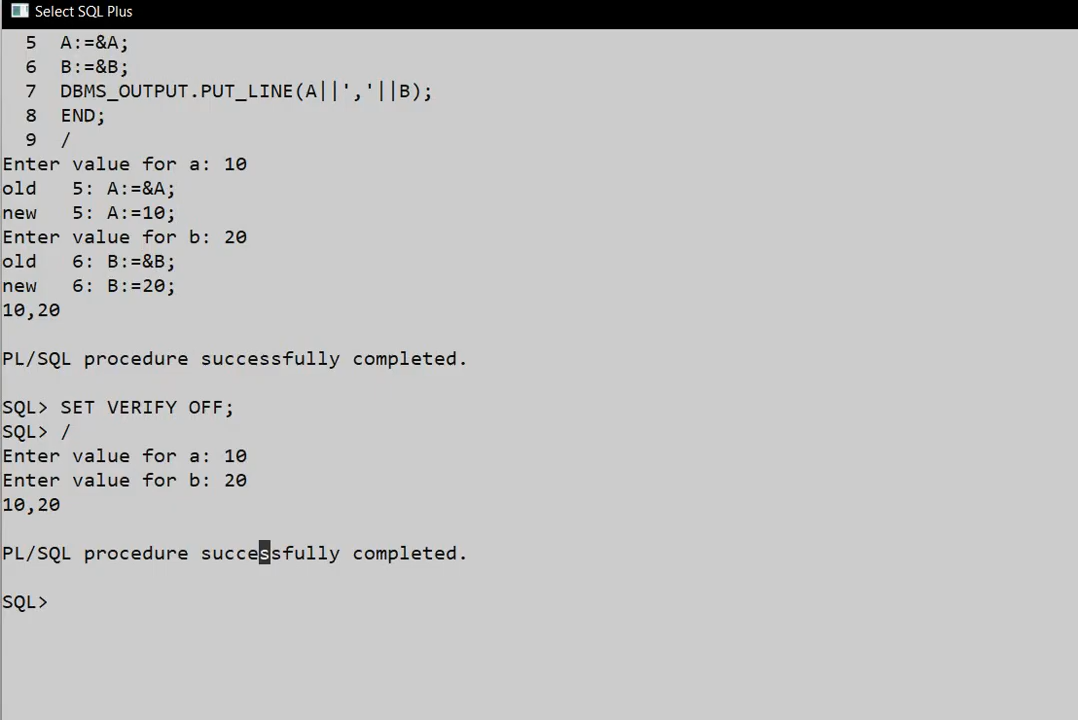 Select SQL Plus
5  A:=&A;
6  B:=&B;
7  DBMS_OUTPUT.PUT_LINE(A||','||B);
8  END;
9  /
Enter value for a: 10
old   5: A:=&A;
new   5: A:=10;
Enter value for b: 20
old   6: B:=&B;
new   6: B:=20;
10,20
PL/SQL procedure successfully completed.
SQL> SET VERIFY OFF;
SQL> /
Enter value for a: 10
Enter value for b: 20
10,20
PL/SQL procedure successfully completed.
SQL>